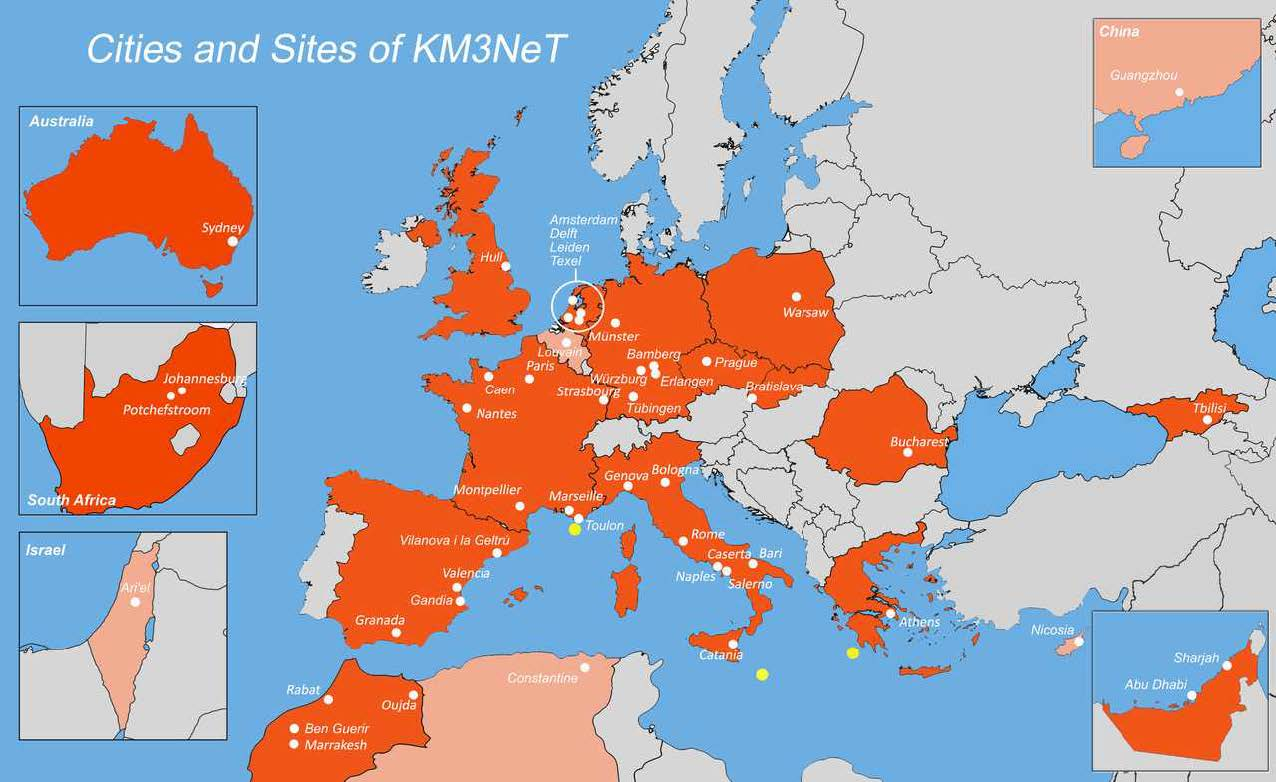 Cities and Sites of KM3NeT
China
Guangzhou
Australia
Sydney
Amsterdam
Delft
Leiden
Texel
Hull
Warsaw
Münster
Louvain
Paris
Bamberg
Prague
Caen
Strasbourg
Würzburg
Erlangen
Bratislava
Nantes
Tübingen
Tbilisi
Johannesburg
Potchefstroom
South Africa
Bucharest
Genova
Bologna
Montpellier
Marseille
Toulon
Vilanova i la Geltrú
Rome
Caserta
Bari
Naples
Salerno
Israel
Ari'el
Valencia
Gandia
Granada
Athens
Catania
Nicosia
Sharjah
Abu Dhabi
Constantine
Rabat
Oujda
Ben Guerir
Marrakesh